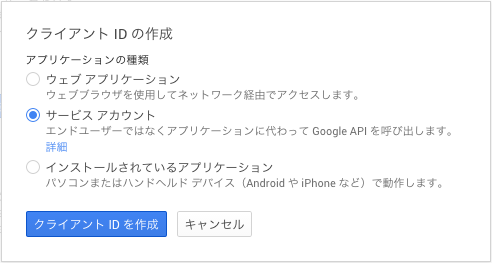 クライアント ID の作成
アプリケーションの種類
ウェブ アプリケーション
ウェブブラウザを使用してネットワーク経由でアクセスします。
サービス アカウント
エンドユーザーではなくアプリケーションに代わって Google API を呼び出します。
詳細
インストールされているアプリケーション
パソコンまたはハンドヘルド デバイス（Android や iPhone など）で動作します。
クライアント ID を作成
キャンセル